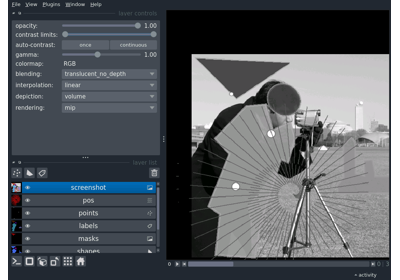 File View Plugins Window Help
layer controls
opacity: 1.00
contrast limits:
auto-contrast: once continuous
gamma: 1.00
colormap: RGB
blending: translucent_no_depth
interpolation: linear
depiction: volume
rendering: mip
layer list
screenshot
pos
points
labels
masks
shapes
activity